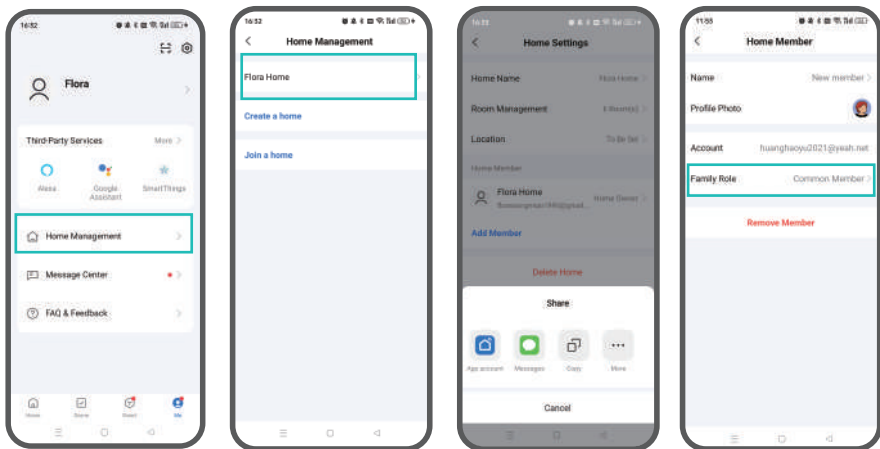 16:52
Flora
Third-Party Services
More
Alexa
Google
Assistant
SmartThings
Home Management
Message Center
FAQ & Feedback
Home
Scene
Smart
Me
16:52
Home Management
Flora Home
Create a home
Join a home
Home Settings
Home Name
Flora Home
Room Management
Location
To Be Set
Home Member
Flora Home
Home Owner
Add Member
Delete Home
Share
App account
Messages
Copy
More
Cancel
11:55
Home Member
Name
New member
Profile Photo
Account
huanghaoyu2021@yeah.net
Family Role
Common Member
Remove Member